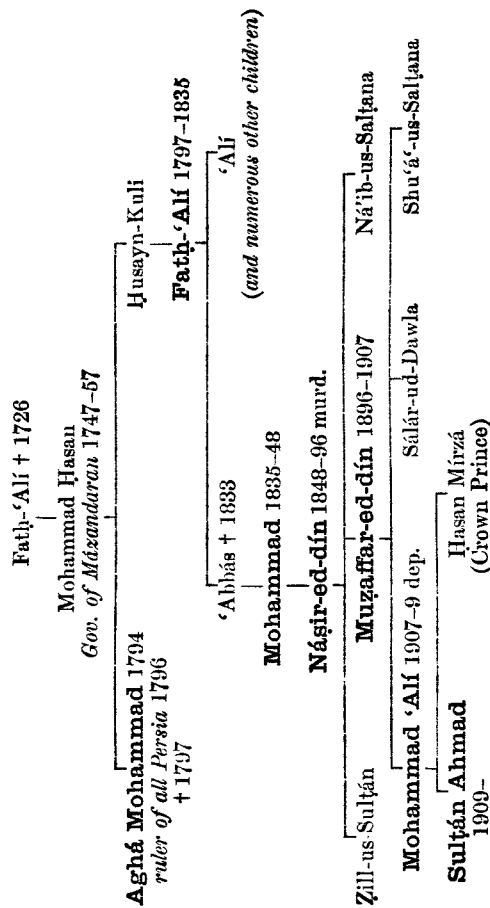 Fatḥ-‘Alí † 1726
Mohammad Ḥasan
Gov. of Mázandaran 1747–57
Aghá Mohammad 1794
ruler of all Persia 1796
† 1797
Ḥusayn-Kuli
Fatḥ-‘Alí 1797–1835
‘Abbás † 1833
‘Alí
(and numerous other children)
Mohammad 1835–48
Náṣir-ed-dín 1848–96 murd.
Ẓill-us-Sulṭán
Muẓaffar-ed-dín 1896–1907
Ná’ib-us-Salṭana
Mohammad ‘Alí 1907–9 dep.
Sálár-ud-Dawla
Shu‘á‘-us-Salṭana
Sulṭán Ahmad
1909–
Ḥasan Mírzá
(Crown Prince)